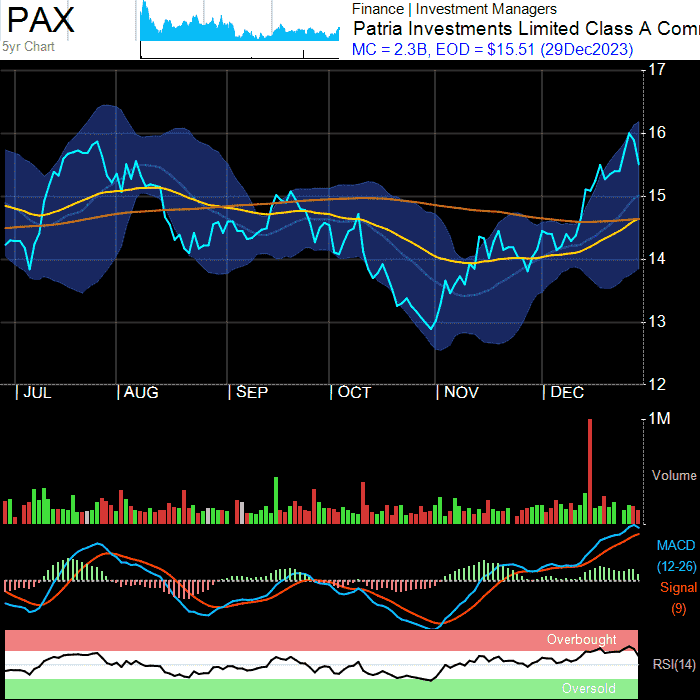 PAX
5yr Chart
Finance | Investment Managers
Patria Investments Limited Class A Com
MC = 2.3B, EOD = $15.51 (29Dec2023)
17
16
15
14
13
12
JUL AUG SEP OCT NOV DEC
1M
Volume
MACD
(12-26)
Signal
(9)
Overbought
RSI(14)
Oversold